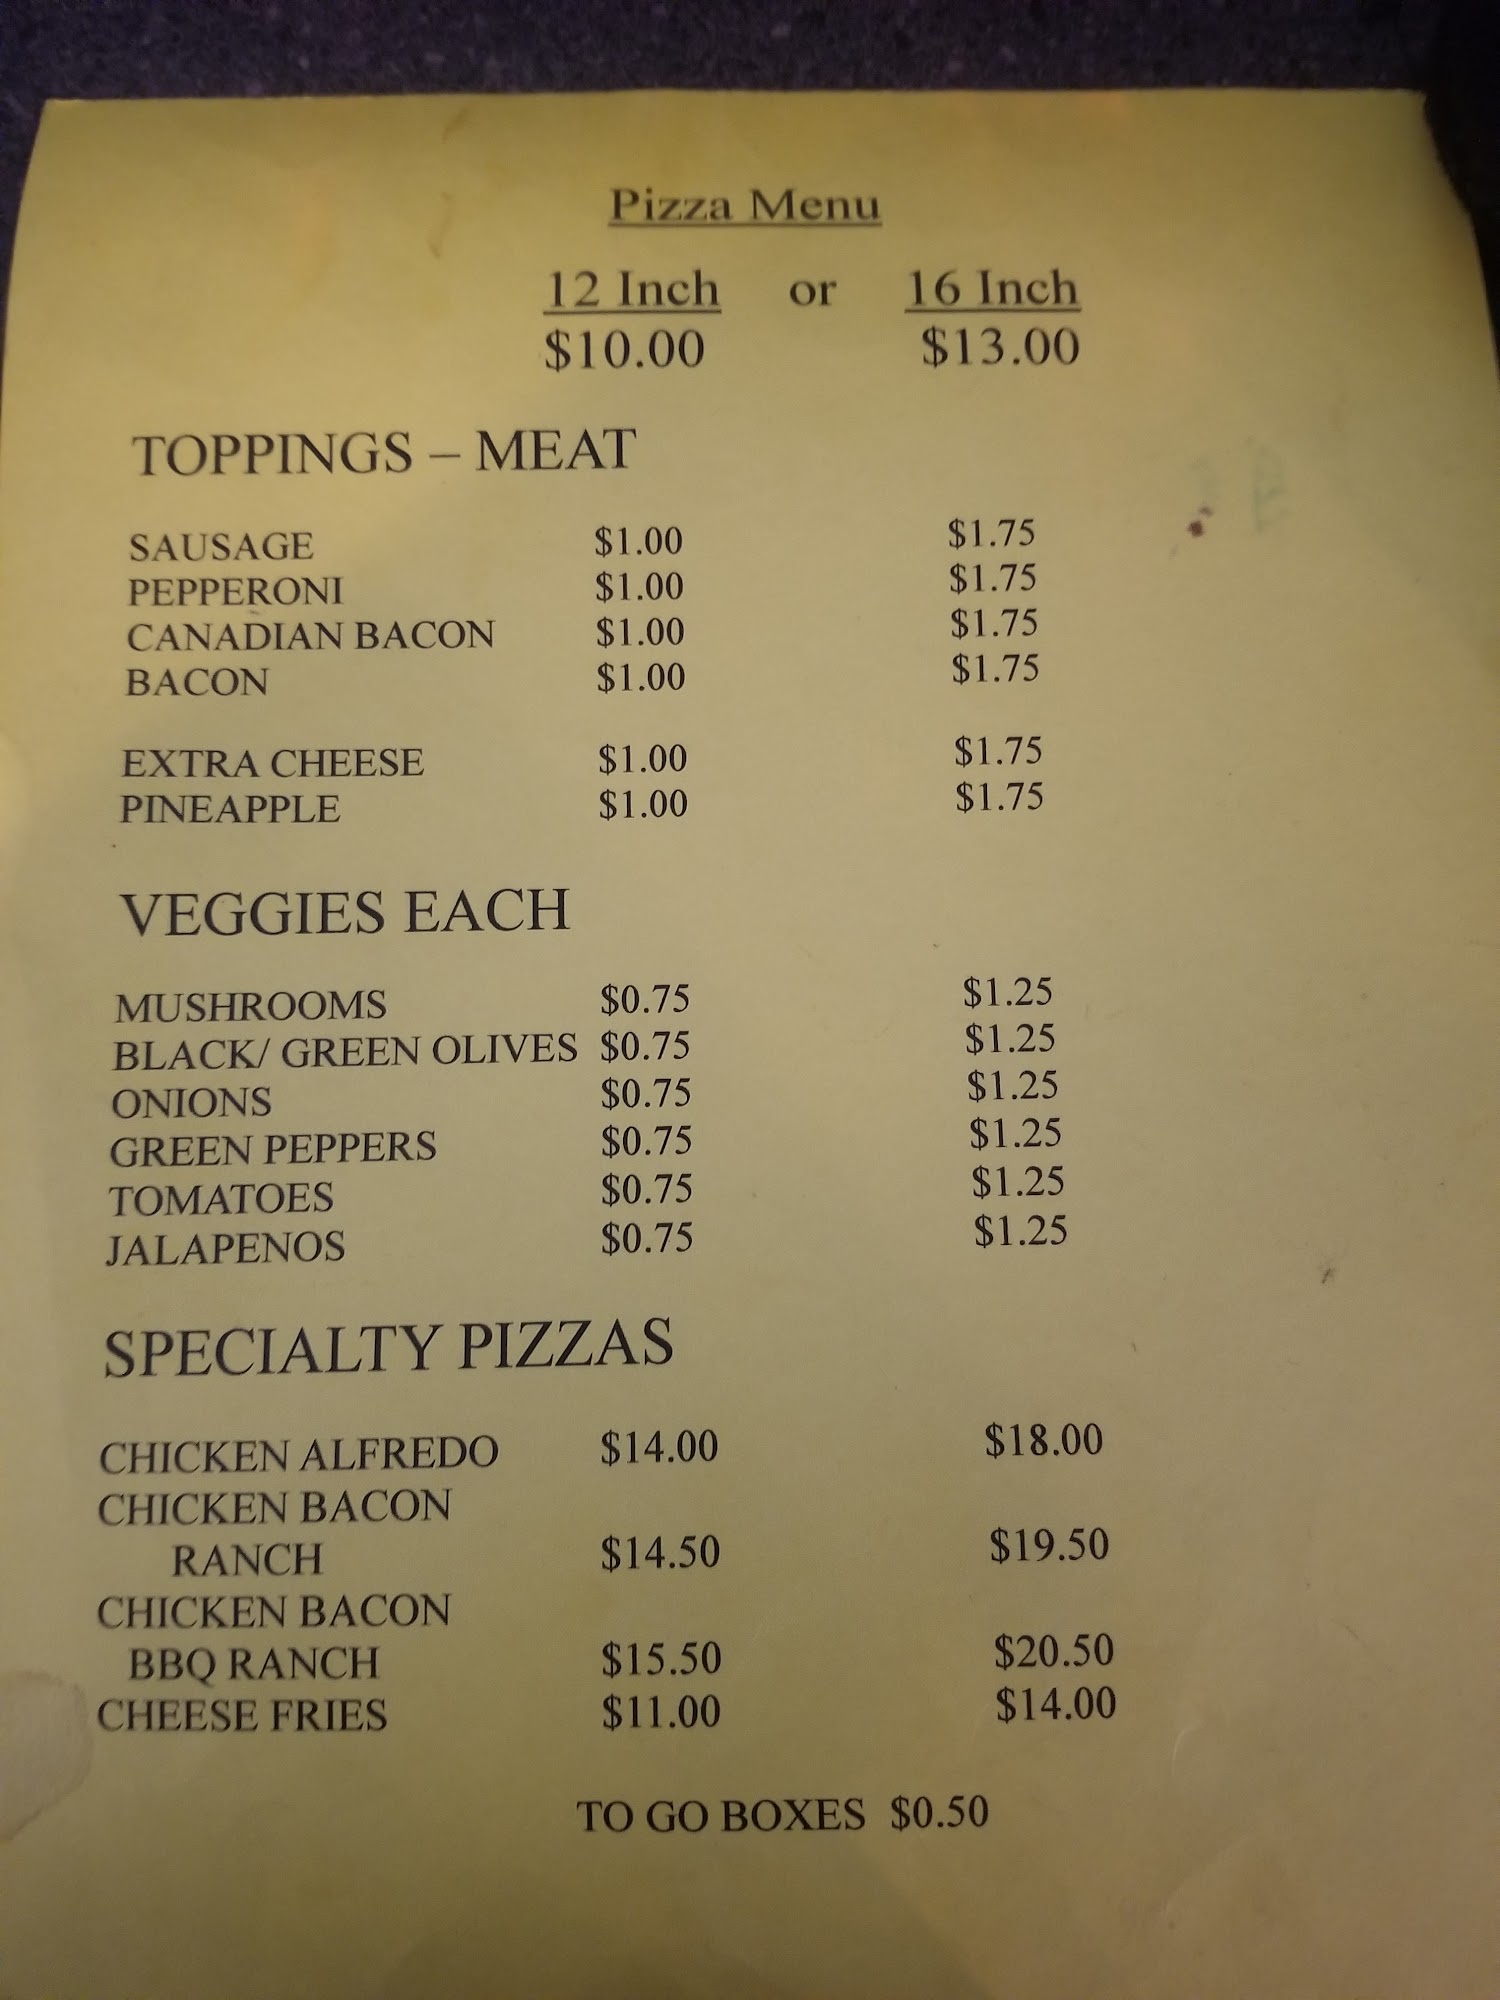 Pizza Menu
12 Inch or 16 Inch
$10.00 $13.00
TOPPINGS – MEAT
SAUSAGE $1.00 $1.75
PEPPERONI $1.00 $1.75
CANADIAN BACON $1.00 $1.75
BACON $1.00 $1.75
EXTRA CHEESE $1.00 $1.75
PINEAPPLE $1.00 $1.75
VEGGIES EACH
MUSHROOMS $0.75 $1.25
BLACK/ GREEN OLIVES $0.75 $1.25
ONIONS $0.75 $1.25
GREEN PEPPERS $0.75 $1.25
TOMATOES $0.75 $1.25
JALAPENOS $0.75 $1.25
SPECIALTY PIZZAS
CHICKEN ALFREDO $14.00 $18.00
CHICKEN BACON
RANCH $14.50 $19.50
CHICKEN BACON
BBQ RANCH $15.50 $20.50
CHEESE FRIES $11.00 $14.00
TO GO BOXES $0.50